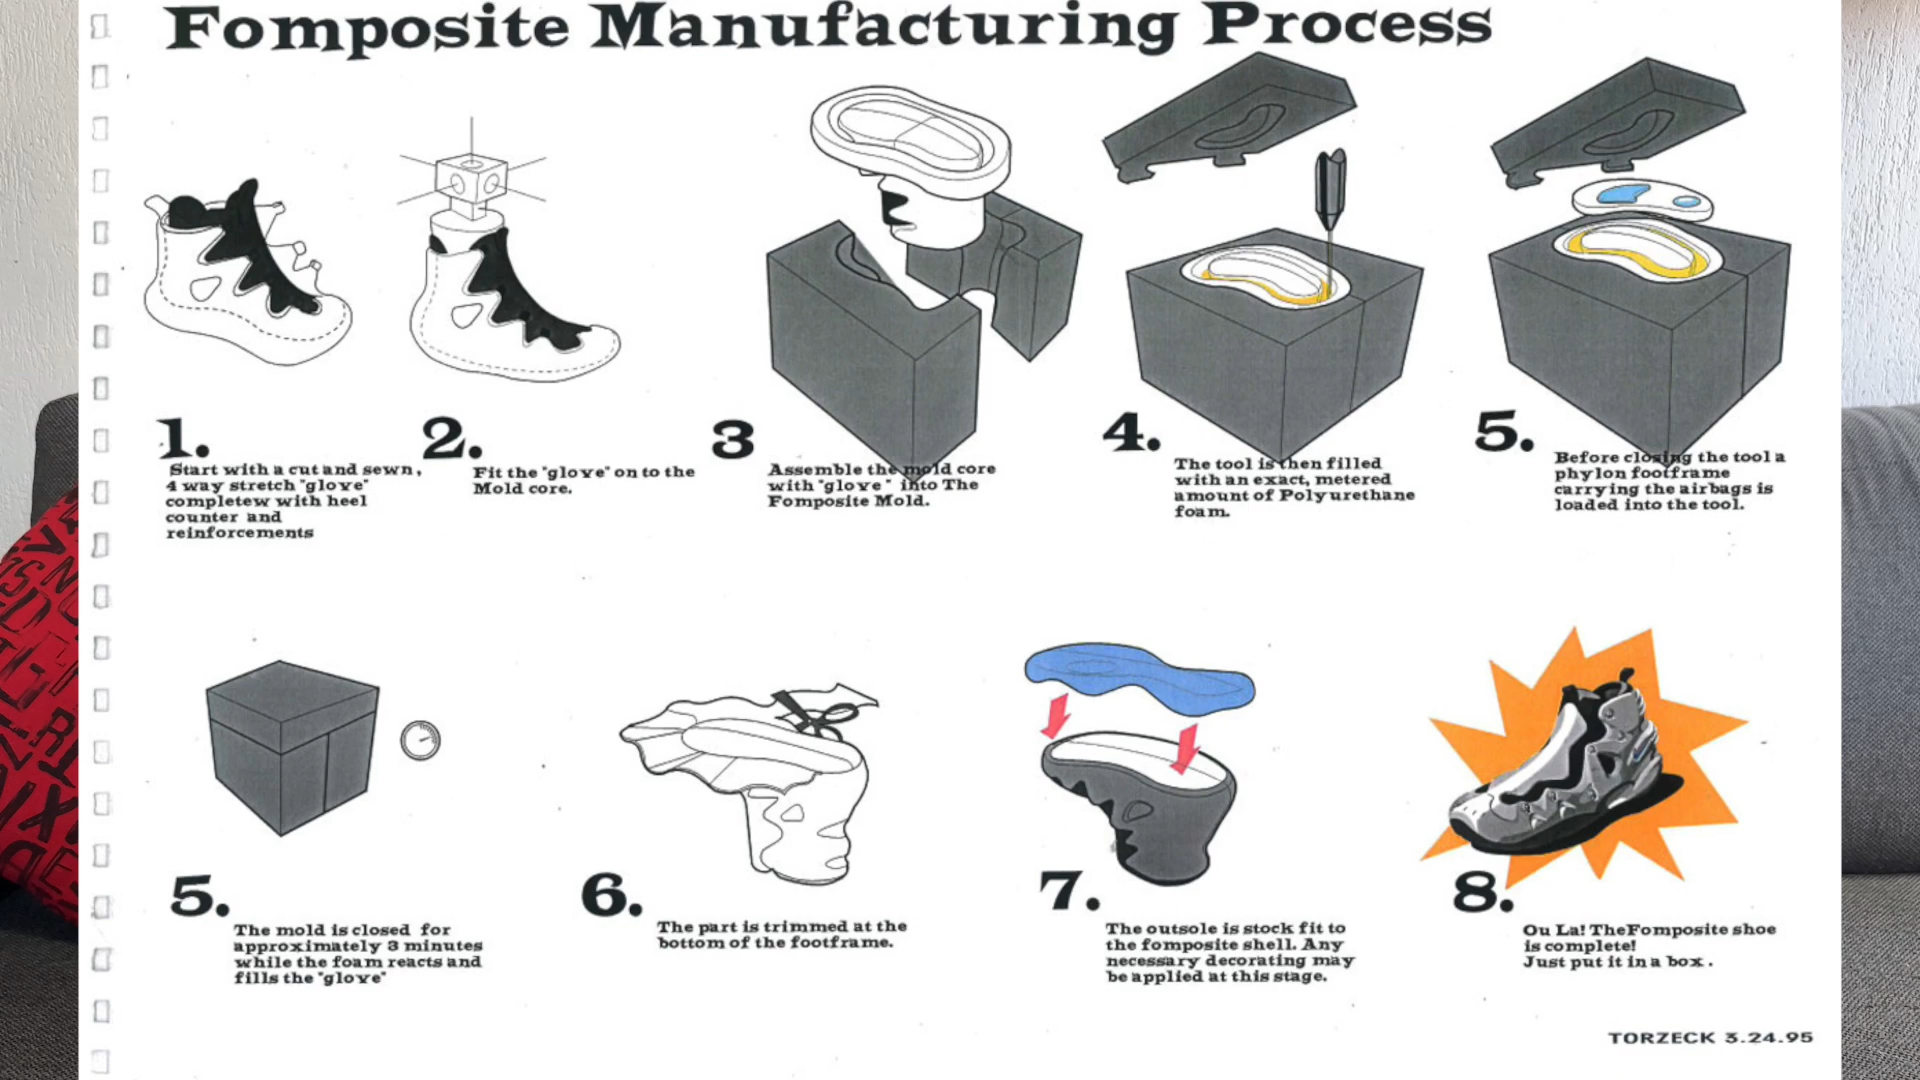 Fomposite Manufacturing Process
1.
Start with a cut and sewn,
4 way stretch "glove"
completew with heel
counter and
reinforcements
2.
Fit the "glove" on to the
Mold core.
3
Assemble the mold core
with "glove " into The
Fomposite Mold.
4.
The tool is then filled
with an exact, metered
amount of Polyurethane
foam.
5.
Before closing the tool a
phylon footframe
carrying the airbags is
loaded into the tool.
5.
The mold is closed for
approximately 3 minutes
while the foam reacts and
fills the "glove"
6.
The part is trimmed at the
bottom of the footframe.
7.
The outsole is stock fit to
the fomposite shell. Any
necessary decorating may
be applied at this stage.
8.
Ou La! TheFomposite shoe
is complete!
Just put it in a box.
TORZECK 3.24.95